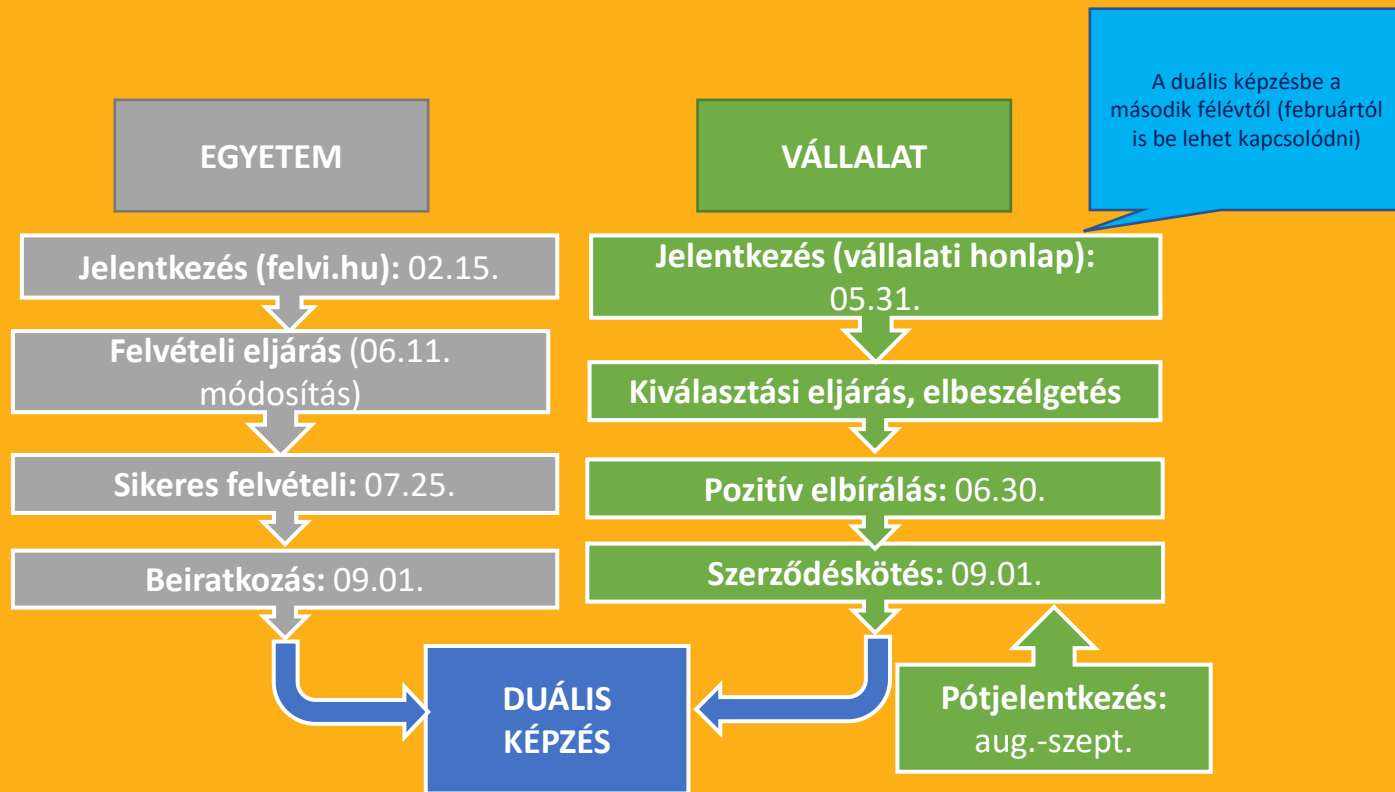 A duális képzésbe a
második félévtől (februártól
is be lehet kapcsolódni)
EGYETEM
VÁLLALAT
Jelentkezés (felvi.hu): 02.15.
Felvételi eljárás (06.11.
módosítás)
Sikeres felvételi: 07.25.
Beiratkozás: 09.01.
Jelentkezés (vállalati honlap):
05.31.
Kiválasztási eljárás, elbeszélgetés
Pozitív elbírálás: 06.30.
Szerződéskötés: 09.01.
DUÁLIS
KÉPZÉS
Pótjelentkezés:
aug.-szept.